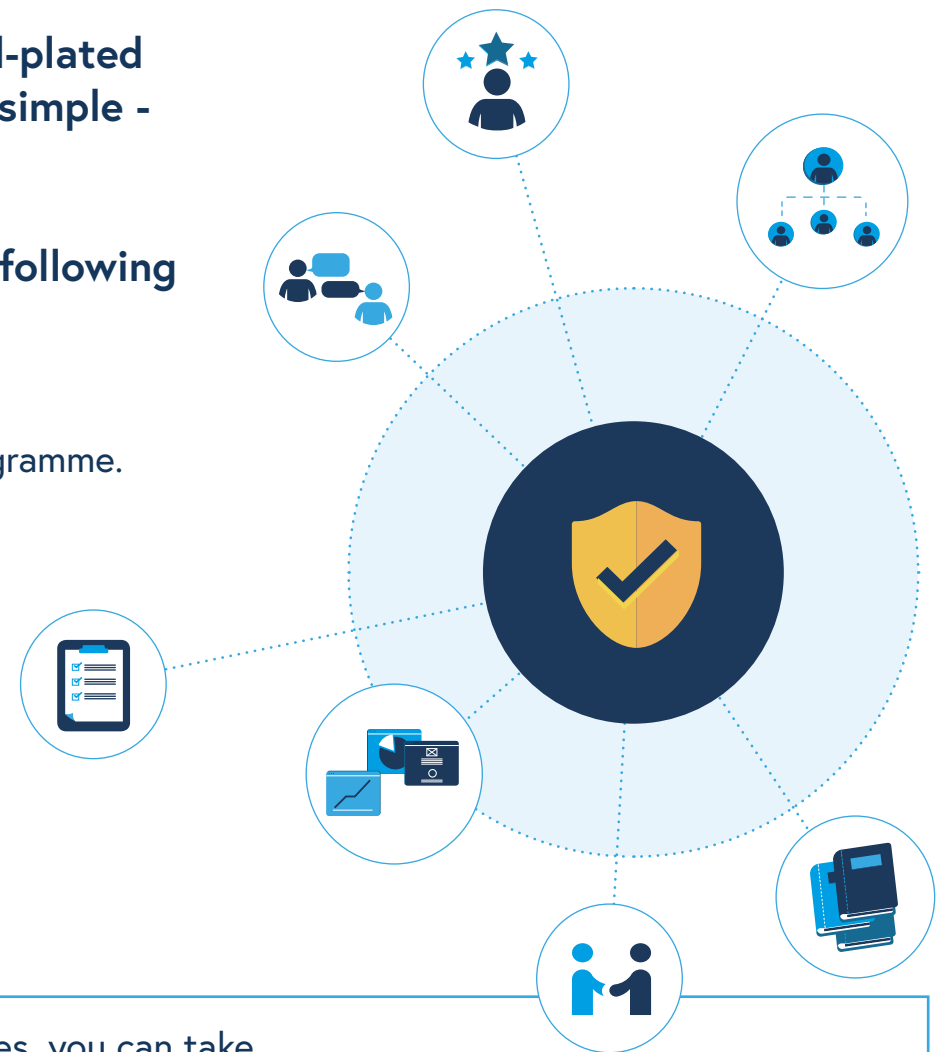 -plated
simple -
following
gramme.
es, you can take